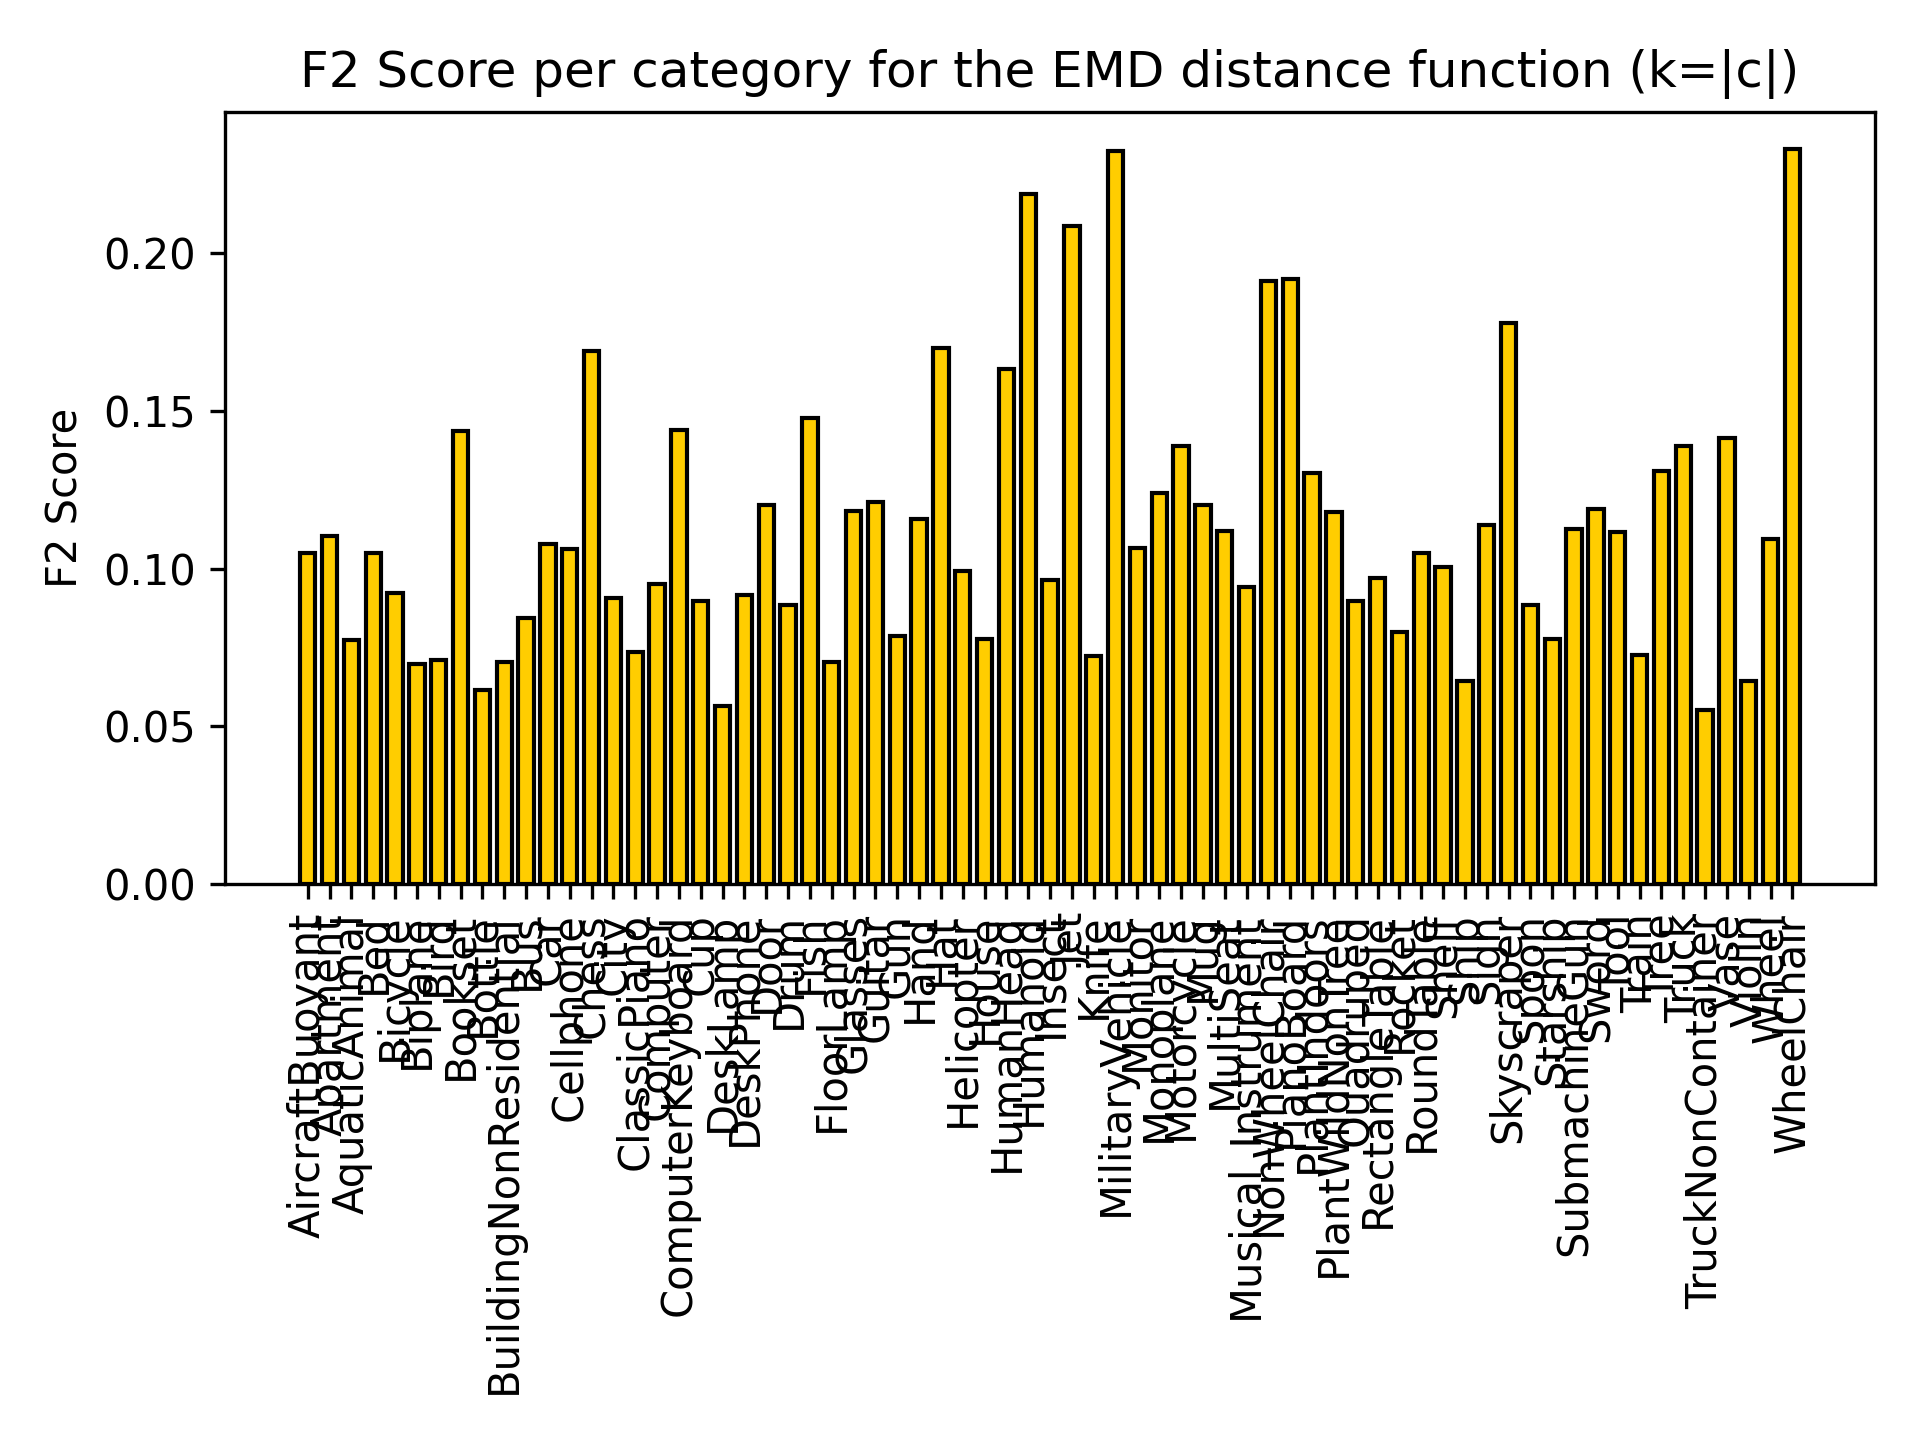 F2 Score per category for the EMD distance function (k=|c|)
F2 Score
0.20
0.15
0.10
0.05
0.00
AircraftBuoyant
Apartment
AquaticAnimal
Bed
Bicycle
Biplane
Bird
BookSet
Bottle
BuildingNonResidential
Bus
Car
Cellphone
Chess
City
ClassicPiano
Computer
ComputerKeyboard
Cup
DeskLamp
DeskPhone
Door
Drum
Fish
FloorLamp
Glasses
Guitar
Gun
Hand
Hat
Helicopter
House
HumanHead
Humanoid
Insect
Jet
Knife
MilitaryVehicle
Monitor
Monoplane
Motorcycle
Mug
MultiSeat
Musical_Instrument
Non-WheelChair
PianoBoard
PlantIndoors
PlantWildNonTree
Quadruped
RectangleTable
Rocket
RoundTable
Shelf
Ship
Sign
Skyscraper
Spoon
Starship
SubmachineGun
Sword
Tool
Train
Tree
Truck
TruckNonContainer
Vase
Violin
Wheel
WheelChair